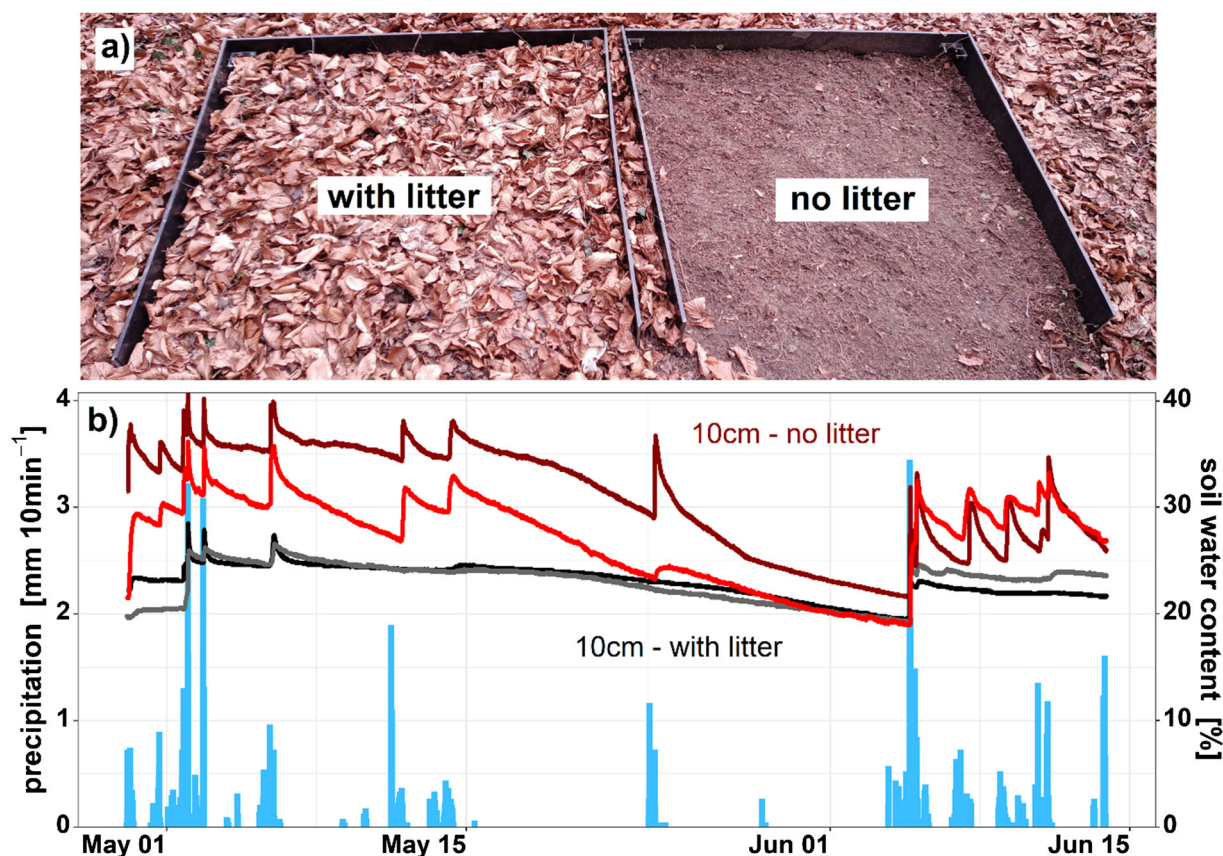 a)
with litter
no litter
b)
10cm - no litter
10cm - with litter
precipitation [mm 10min⁻¹]
4
3
2
1
0
soil water content [%]
40
30
20
10
0
May 01
May 15
Jun 01
Jun 15